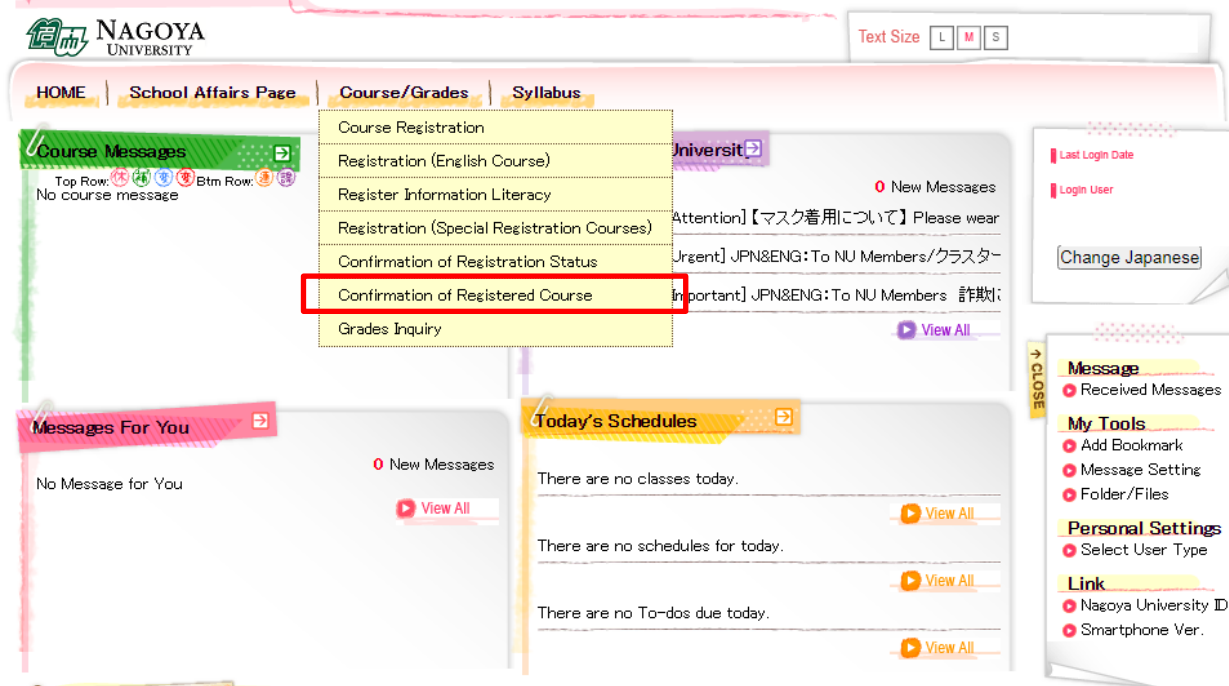 NAGOYA
UNIVERSITY
Text Size L M S
HOME School Affairs Page Course/Grades Syllabus
Course Registration
Registration (English Course)
Register Information Literacy
Registration (Special Registration Courses)
Confirmation of Registration Status
Confirmation of Registered Course
Grades Inquiry
Course Messages
Top Row: 休 補 変 変 Btm Row: 連 課
No course message
Universit
0 New Messages
Attention]【マスク着用について】Please wear
Urgent] JPN&ENG:To NU Members/クラスター
Important] JPN&ENG:To NU Members 詐欺に
View All
Last Login Date
Login User
Change Japanese
CLOSE
Message
Received Messages
My Tools
Add Bookmark
Message Setting
Folder/Files
Personal Settings
Select User Type
Link
Nagoya University ID
Smartphone Ver.
Messages For You
0 New Messages
No Message for You
View All
Today's Schedules
There are no classes today.
View All
There are no schedules for today.
View All
There are no To-dos due today.
View All